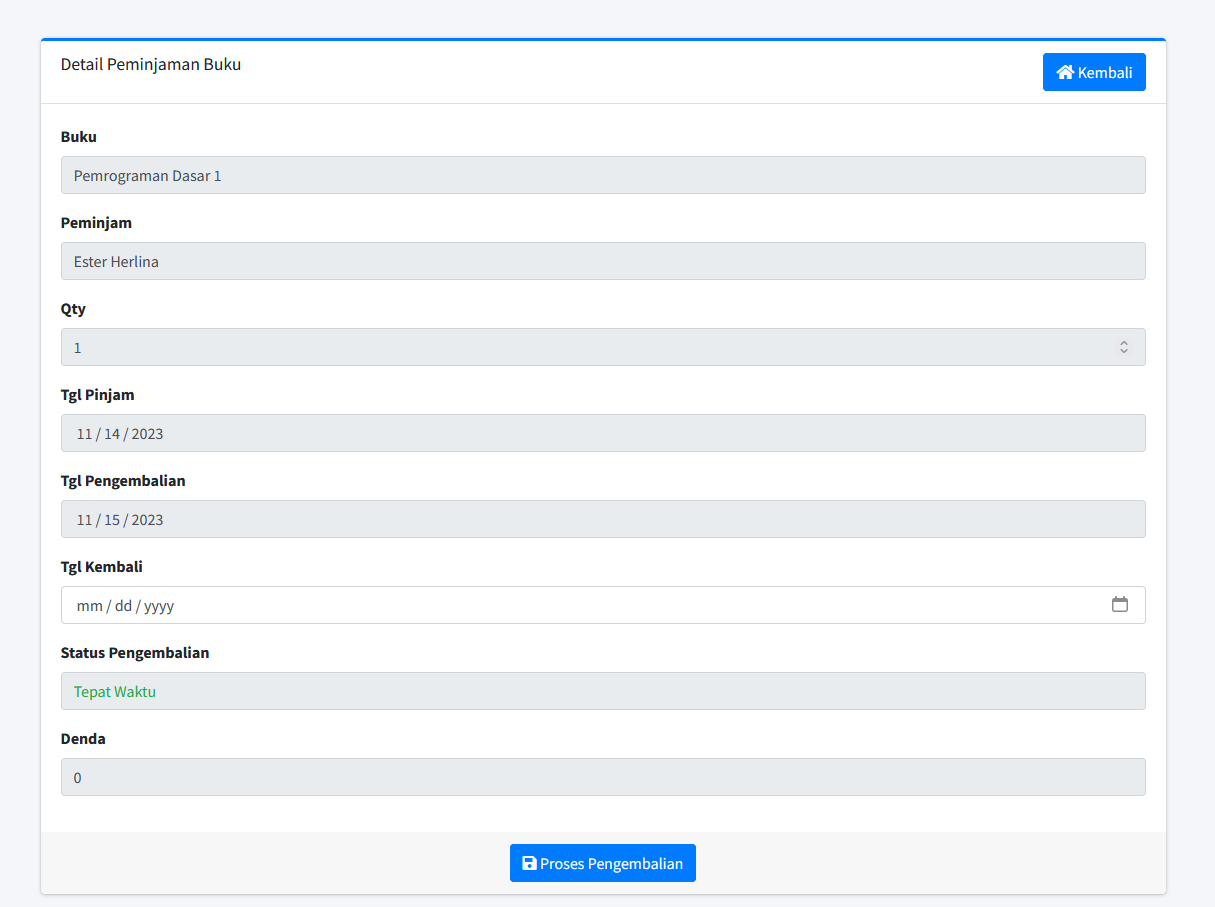 Detail Peminjaman Buku
Kembali
Buku
Pemrograman Dasar 1
Peminjam
Ester Herlina
Qty
1
Tgl Pinjam
11 / 14 / 2023
Tgl Pengembalian
11 / 15 / 2023
Tgl Kembali
mm / dd / yyyy
Status Pengembalian
Tepat Waktu
Denda
0
Proses Pengembalian